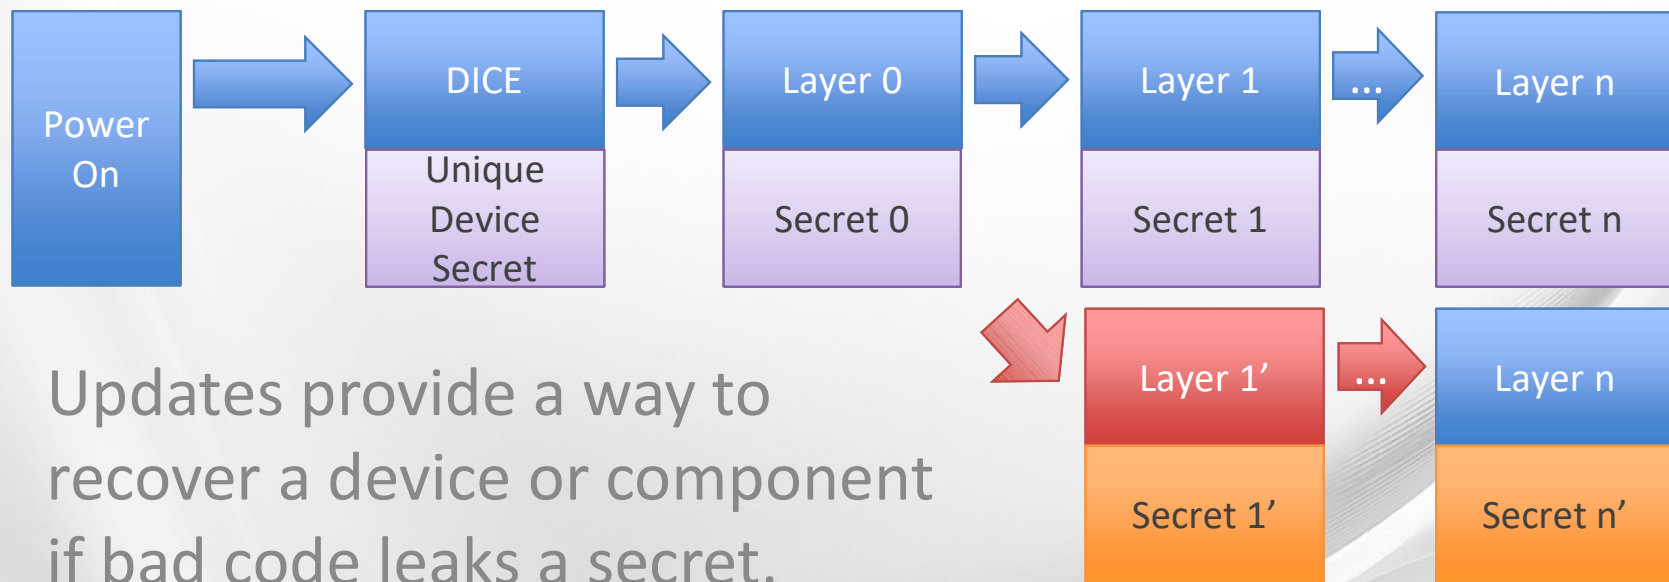 Power
On
DICE
Unique
Device
Secret
Layer 0
Secret 0
Layer 1
Secret 1
...
Layer n
Secret n
Layer 1’
Secret 1’
...
Layer n
Secret n’
Updates provide a way to
recover a device or component
if bad code leaks a secret.